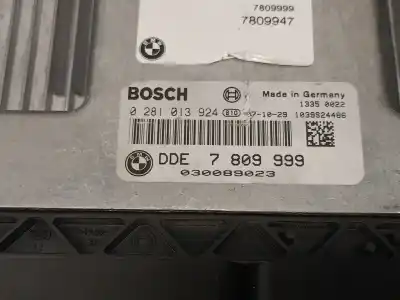 7809999
7809947
BOSCH
Made in Germany
1335 0022
0 281 013 924 07-10-29 1039S24486
DDE 7 809 999
030089023